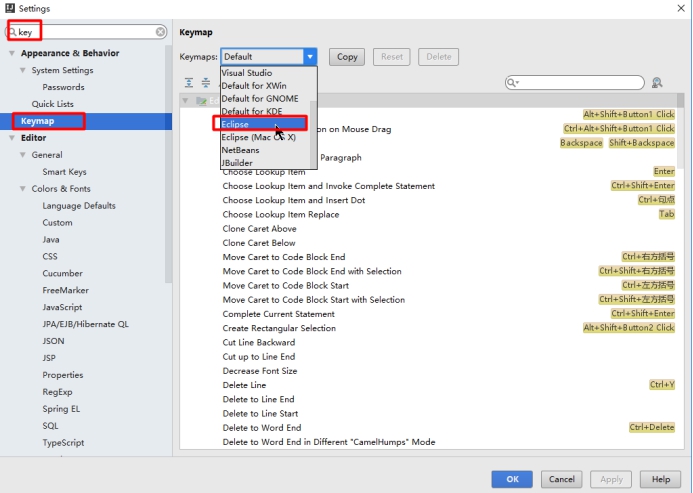 Settings
key
Appearance & Behavior
System Settings
Passwords
Quick Lists
Keymap
Editor
General
Smart Keys
Colors & Fonts
Language Defaults
Custom
Java
CSS
Cucumber
FreeMarker
JavaScript
JPA/EJB/Hibernate QL
JSON
JSP
Properties
RegExp
Spring EL
SQL
TypeScript
Keymap
Keymaps: Default Copy Reset Delete
Visual Studio
Default for XWin
Default for GNOME
Default for KDE
Eclipse
Eclipse (Mac OS X)
NetBeans
JBuilder
Alt+Shift+Button1 Click
on on Mouse Drag Ctrl+Alt+Shift+Button1 Click
Backspace Shift+Backspace
Paragraph
Choose Lookup Item Enter
Choose Lookup Item and Invoke Complete Statement Ctrl+Shift+Enter
Choose Lookup Item and Insert Dot Ctrl+句点
Choose Lookup Item Replace Tab
Clone Caret Above
Clone Caret Below
Move Caret to Code Block End Ctrl+右方括号
Move Caret to Code Block End with Selection Ctrl+Shift+右方括号
Move Caret to Code Block Start Ctrl+左方括号
Move Caret to Code Block Start with Selection Ctrl+Shift+左方括号
Complete Current Statement Ctrl+Shift+Enter
Create Rectangular Selection Alt+Shift+Button2 Click
Cut Line Backward
Cut up to Line End
Decrease Font Size
Delete Line Ctrl+Y
Delete to Line End
Delete to Line Start
Delete to Word End Ctrl+Delete
Delete to Word End in Different "CamelHumps" Mode
OK Cancel Apply Help